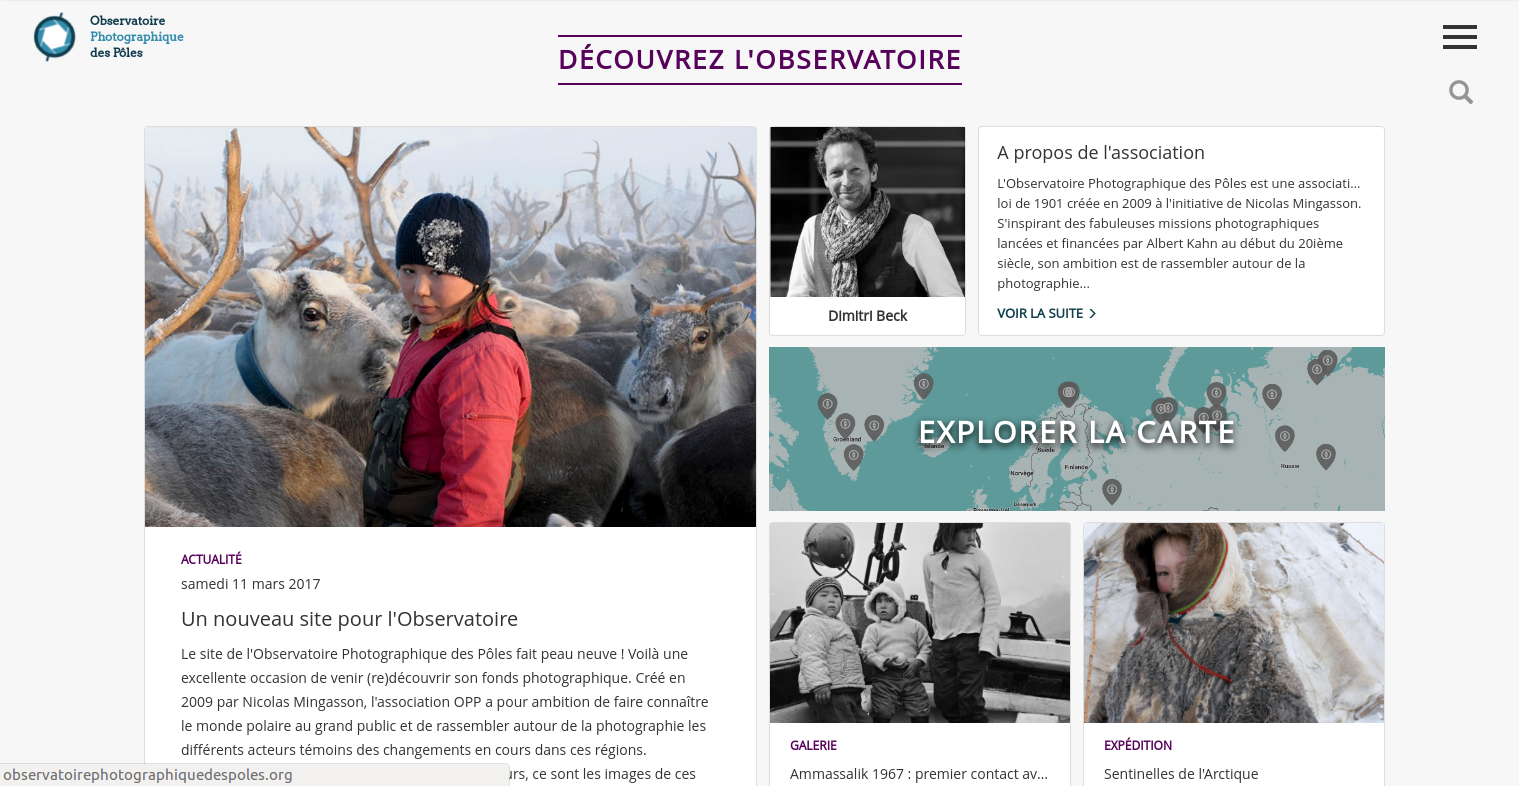 Observatoire
Photographique
des Pôles
DÉCOUVREZ L'OBSERVATOIRE
Dimitri Beck
A propos de l'association
L'Observatoire Photographique des Pôles est une associati...
loi de 1901 créée en 2009 à l'initiative de Nicolas Mingasson.
S'inspirant des fabuleuses missions photographiques
lancées et financées par Albert Kahn au début du 20ième
siècle, son ambition est de rassembler autour de la
photographie...
VOIR LA SUITE
EXPLORER LA CARTE
Groenland
Islande
Suède
Norvège
Finlande
Russie
Danemark
Royaume-Uni
ACTUALITÉ
samedi 11 mars 2017
Un nouveau site pour l'Observatoire
Le site de l'Observatoire Photographique des Pôles fait peau neuve ! Voilà une
excellente occasion de venir (re)découvrir son fonds photographique. Créé en
2009 par Nicolas Mingasson, l'association OPP a pour ambition de faire connaître
le monde polaire au grand public et de rassembler autour de la photographie les
différents acteurs témoins des changements en cours dans ces régions.
urs, ce sont les images de ces
GALERIE
Ammassalik 1967 : premier contact av...
EXPÉDITION
Sentinelles de l'Arctique
observatoirephotographiquedespoles.org